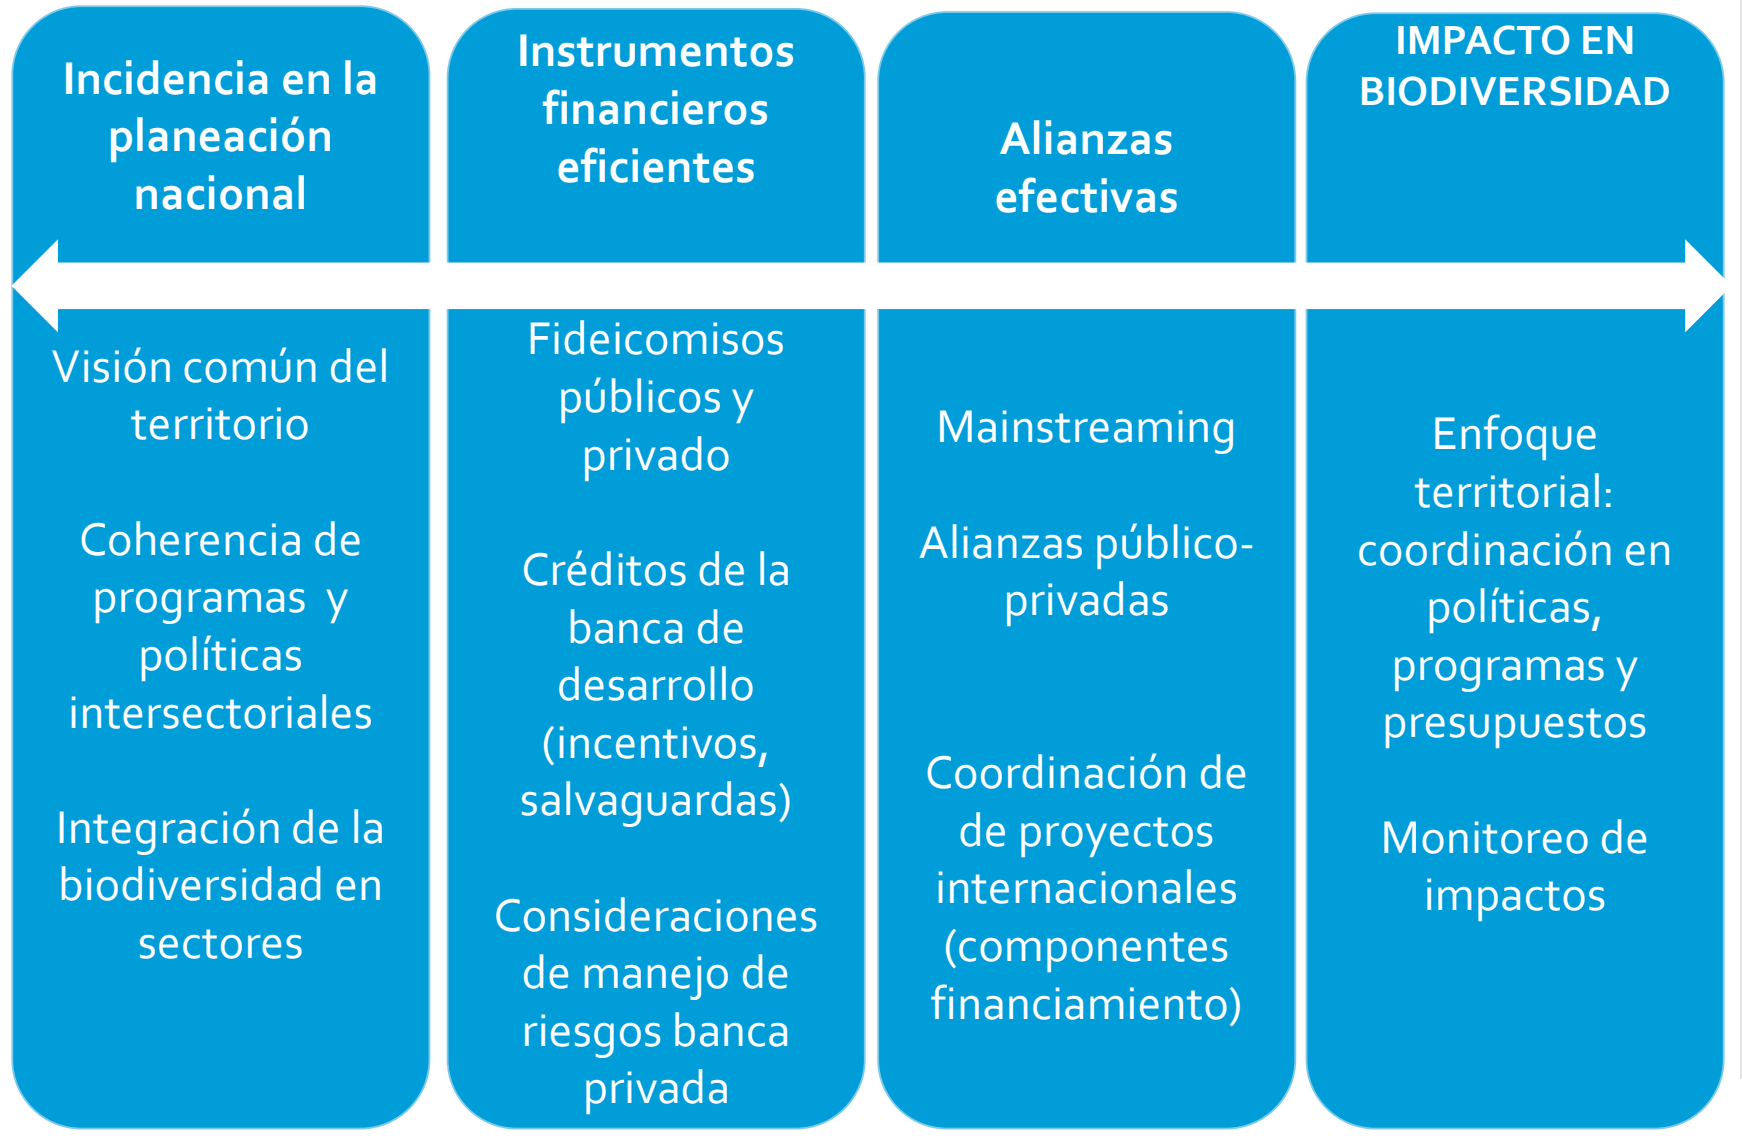 Incidencia en la
planeación
nacional
Visión común del
territorio
Coherencia de
programas  y
políticas
intersectoriales
Integración de la
biodiversidad en
sectores
Instrumentos
financieros
eficientes
Fideicomisos
públicos y
privado
Créditos de la
banca de
desarrollo
(incentivos,
salvaguardas)
Consideraciones
de manejo de
riesgos banca
privada
Alianzas
efectivas
Mainstreaming
Alianzas público-
privadas
Coordinación de
de proyectos
internacionales
(componentes
financiamiento)
IMPACTO EN
BIODIVERSIDAD
Enfoque
territorial:
coordinación en
políticas,
programas y
presupuestos
Monitoreo de
impactos